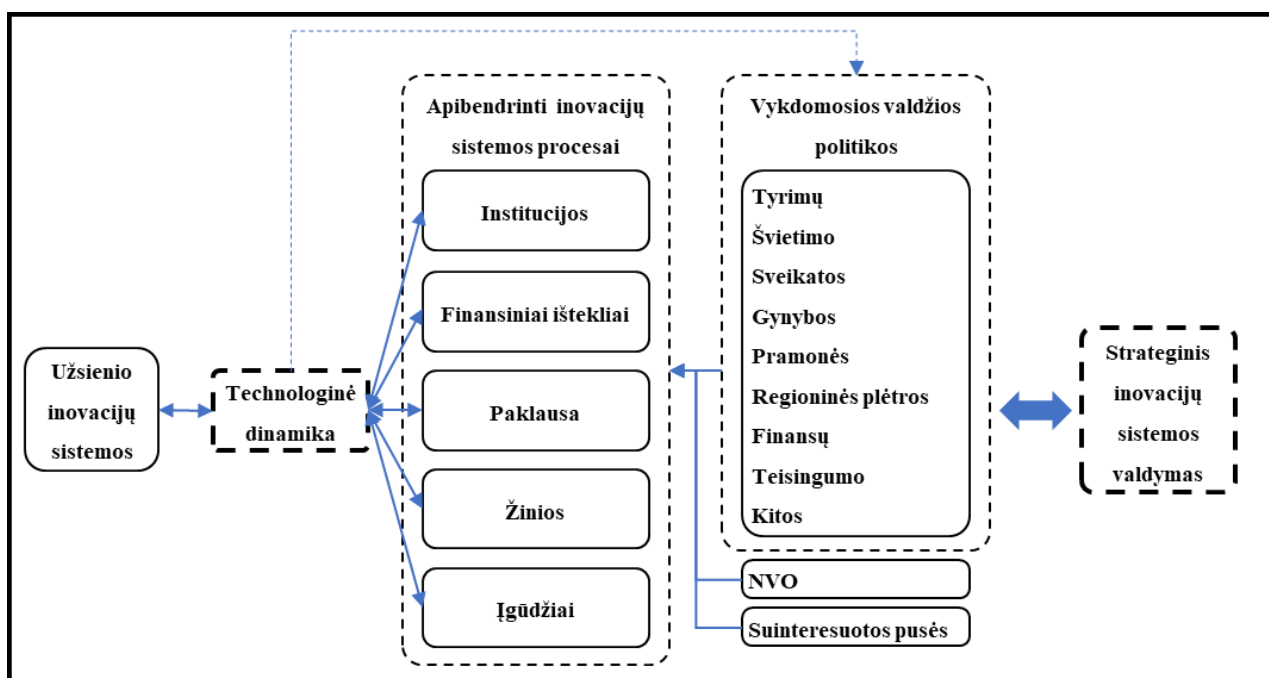 Užsienio
inovacijų
sistemos
Technologinė
dinamika
Apibendrinti inovacijų
sistemos procesai
Institucijos
Finansiniai ištekliai
Paklausa
Žinios
Įgūdžiai
Vykdomosios valdžios
politikos
Tyrimų
Švietimo
Sveikatos
Gynybos
Pramonės
Regioninės plėtros
Finansų
Teisingumo
Kitos
NVO
Suinteresuotos pusės
Strateginis
inovacijų
sistemos
valdymas